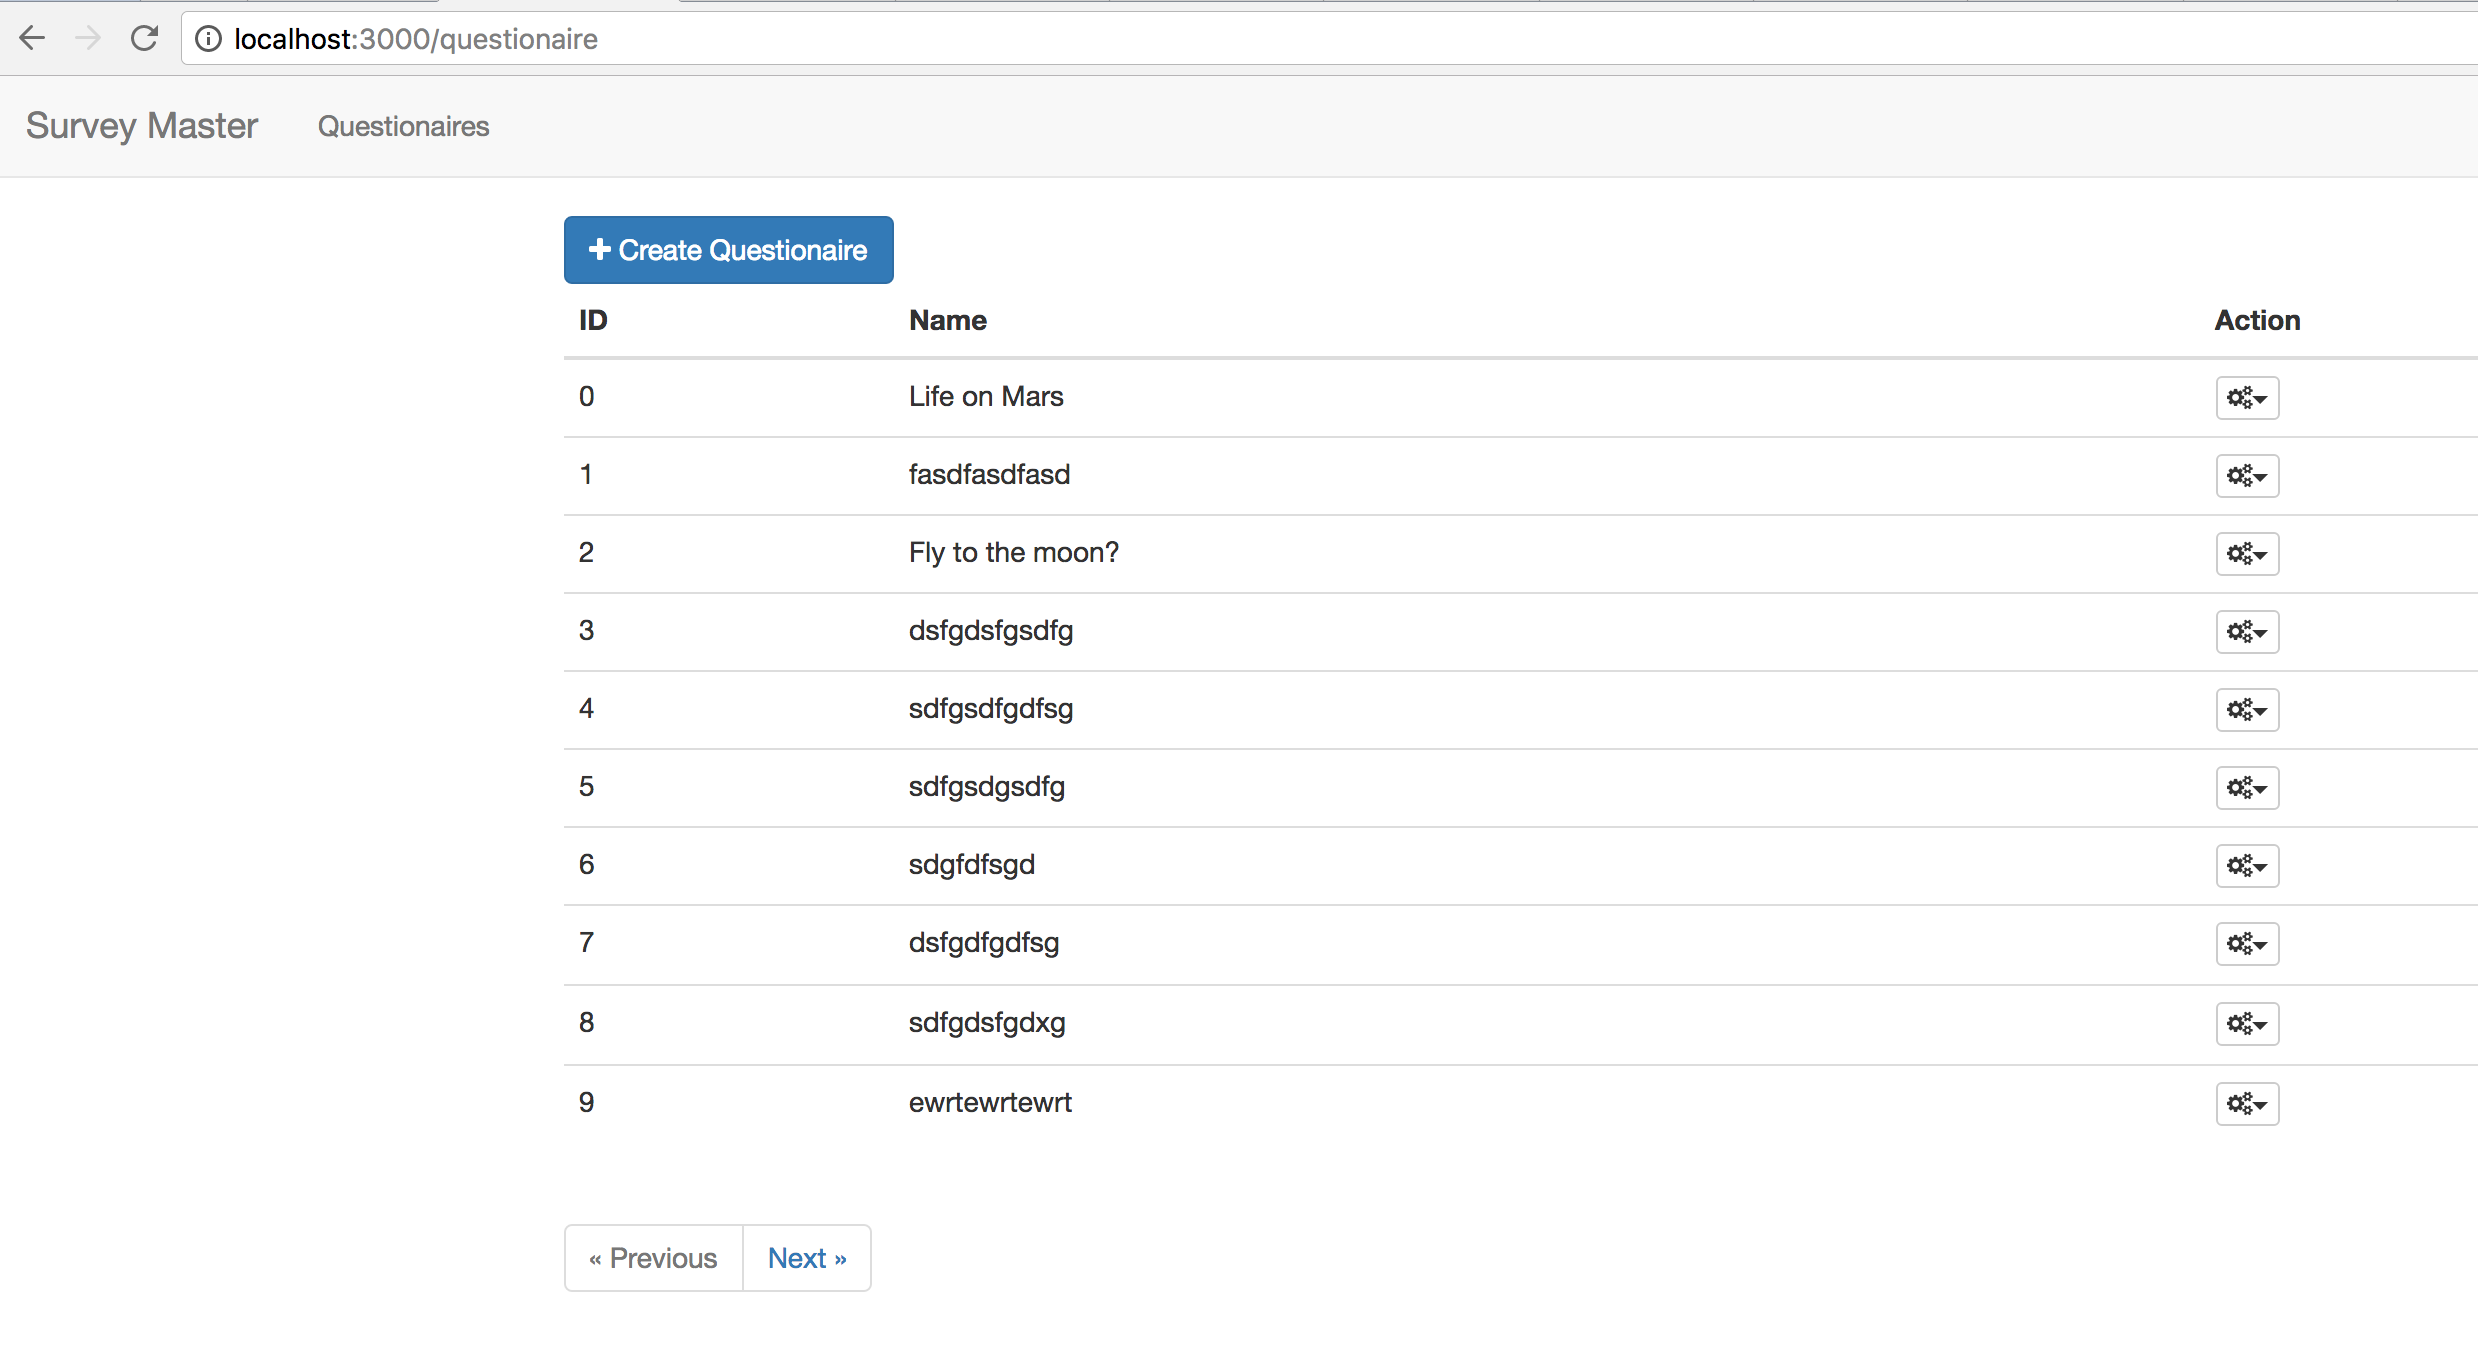 localhost:3000/questionaire
Survey Master Questionaires
Create Questionaire
ID Name Action
0 Life on Mars
1 fasdfasdfasd
2 Fly to the moon?
3 dsfgdsfgsdfg
4 sdfgsdfgdfsg
5 sdfgsdgsdfg
6 sdgfdfsgd
7 dsfgdfgdfsg
8 sdfgdsfgdxg
9 ewrtewrtewrt
« Previous Next »